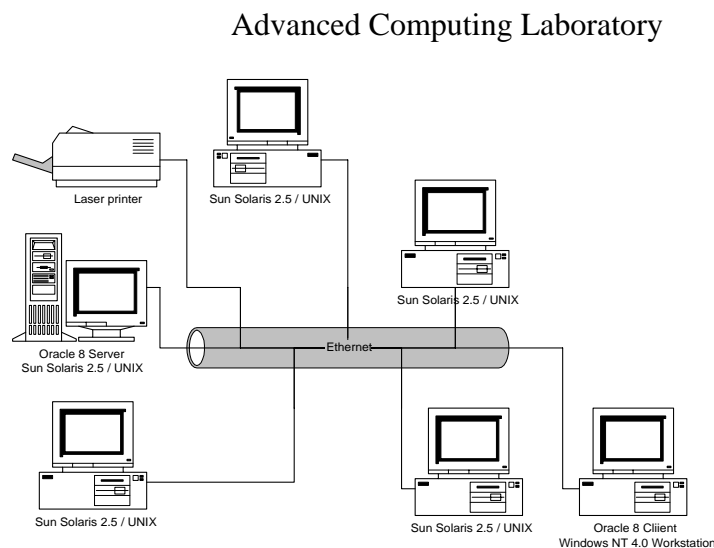 Advanced Computing Laboratory
Laser printer
Sun Solaris 2.5 / UNIX
Sun Solaris 2.5 / UNIX
Ethernet
Oracle 8 Server
Sun Solaris 2.5 / UNIX
Sun Solaris 2.5 / UNIX
Sun Solaris 2.5 / UNIX
Oracle 8 Cliient
Windows NT 4.0 Workstation